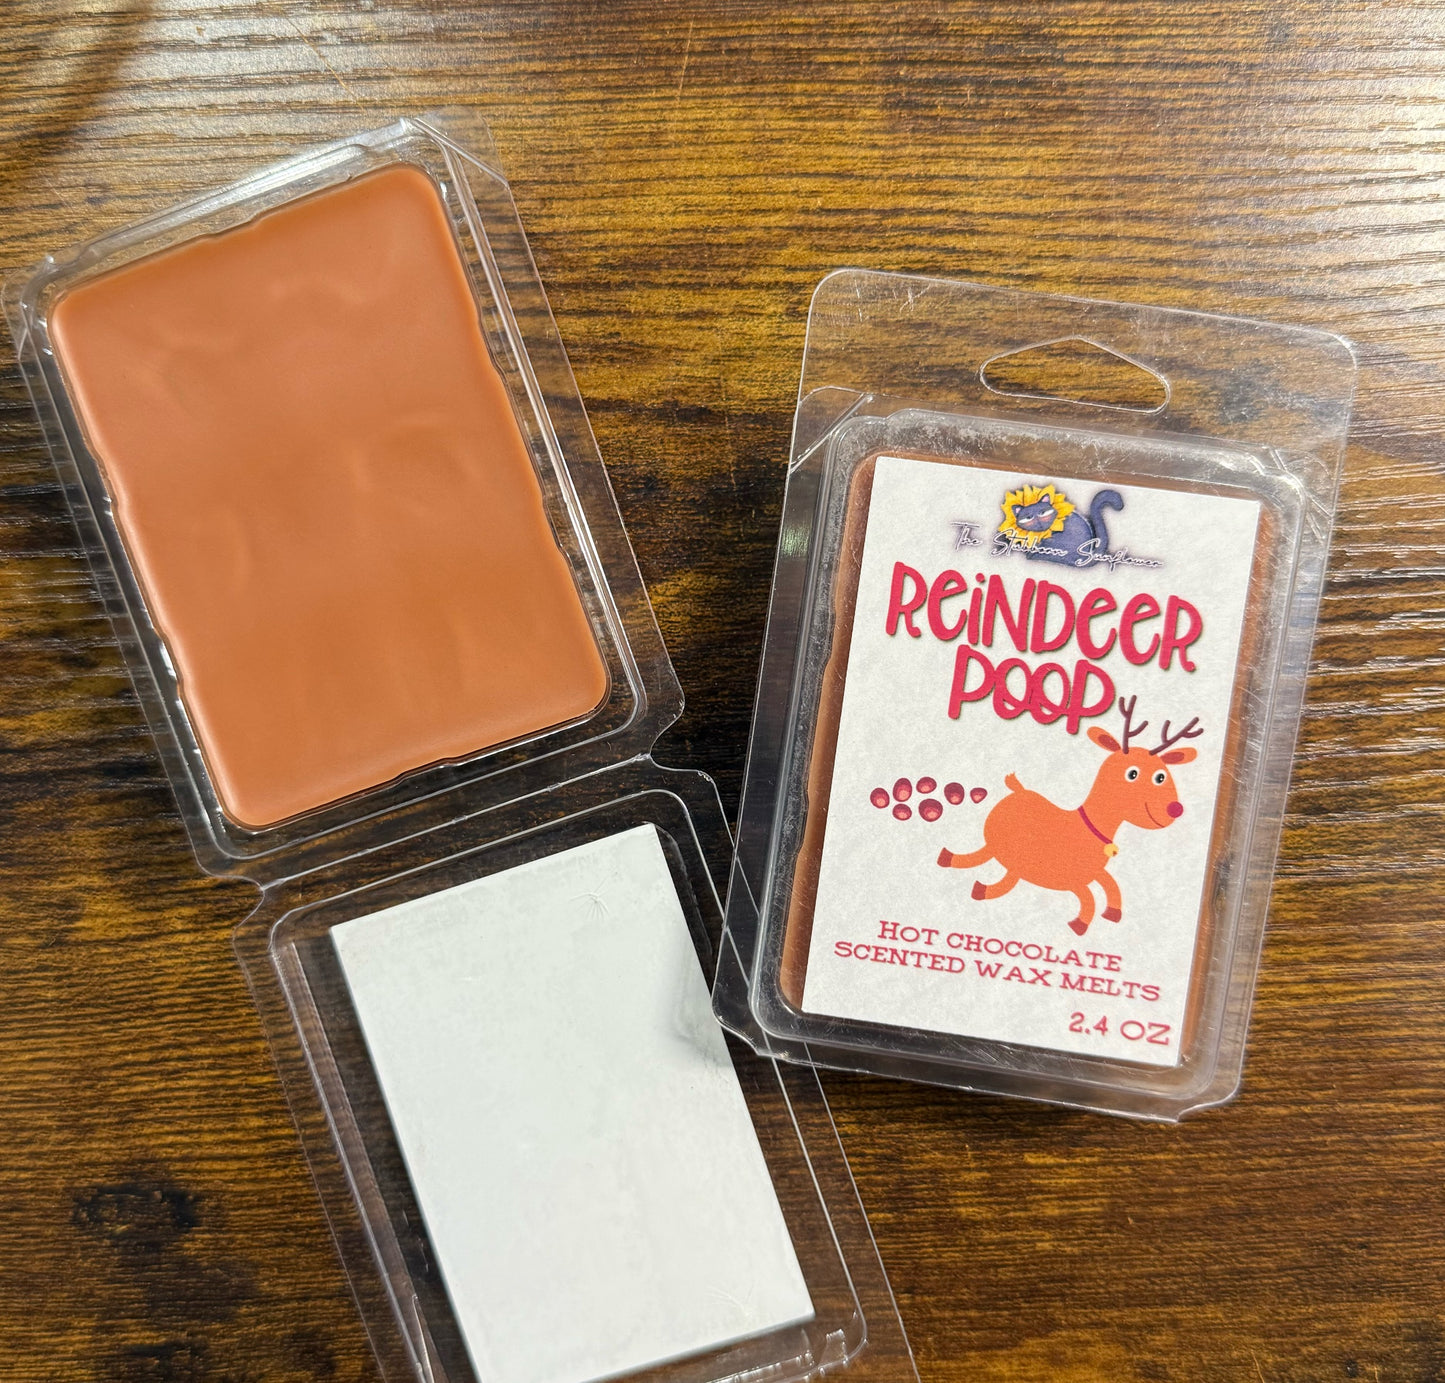 The Stubborn Sunflower
REINDEER
POOP
HOT CHOCOLATE
SCENTED WAX MELTS
2.4 OZ